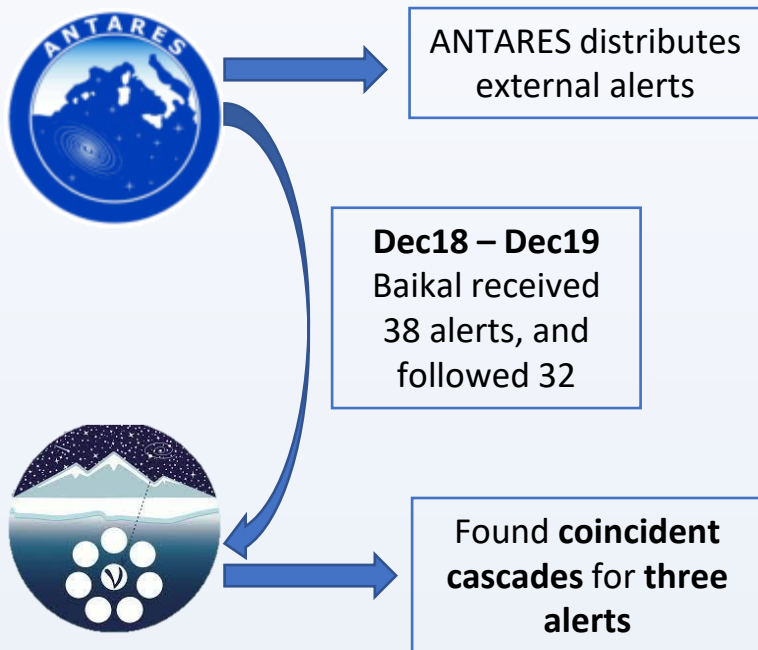 ANTARES
ANTARES distributes
external alerts
Dec18 – Dec19
Baikal received
38 alerts, and
followed 32
ν
Found coincident
cascades for three
alerts